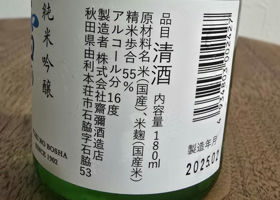 品目 清酒 内容量 180ml
原材料名 米(国産)、米麹(国産米)
精米歩合 55%
アルコール分 16度
製造者 株式会社齋彌酒造店
秋田県由利本荘市石脇字石脇53
製造年月
2025.02
純米吟醸
SINCE 1902